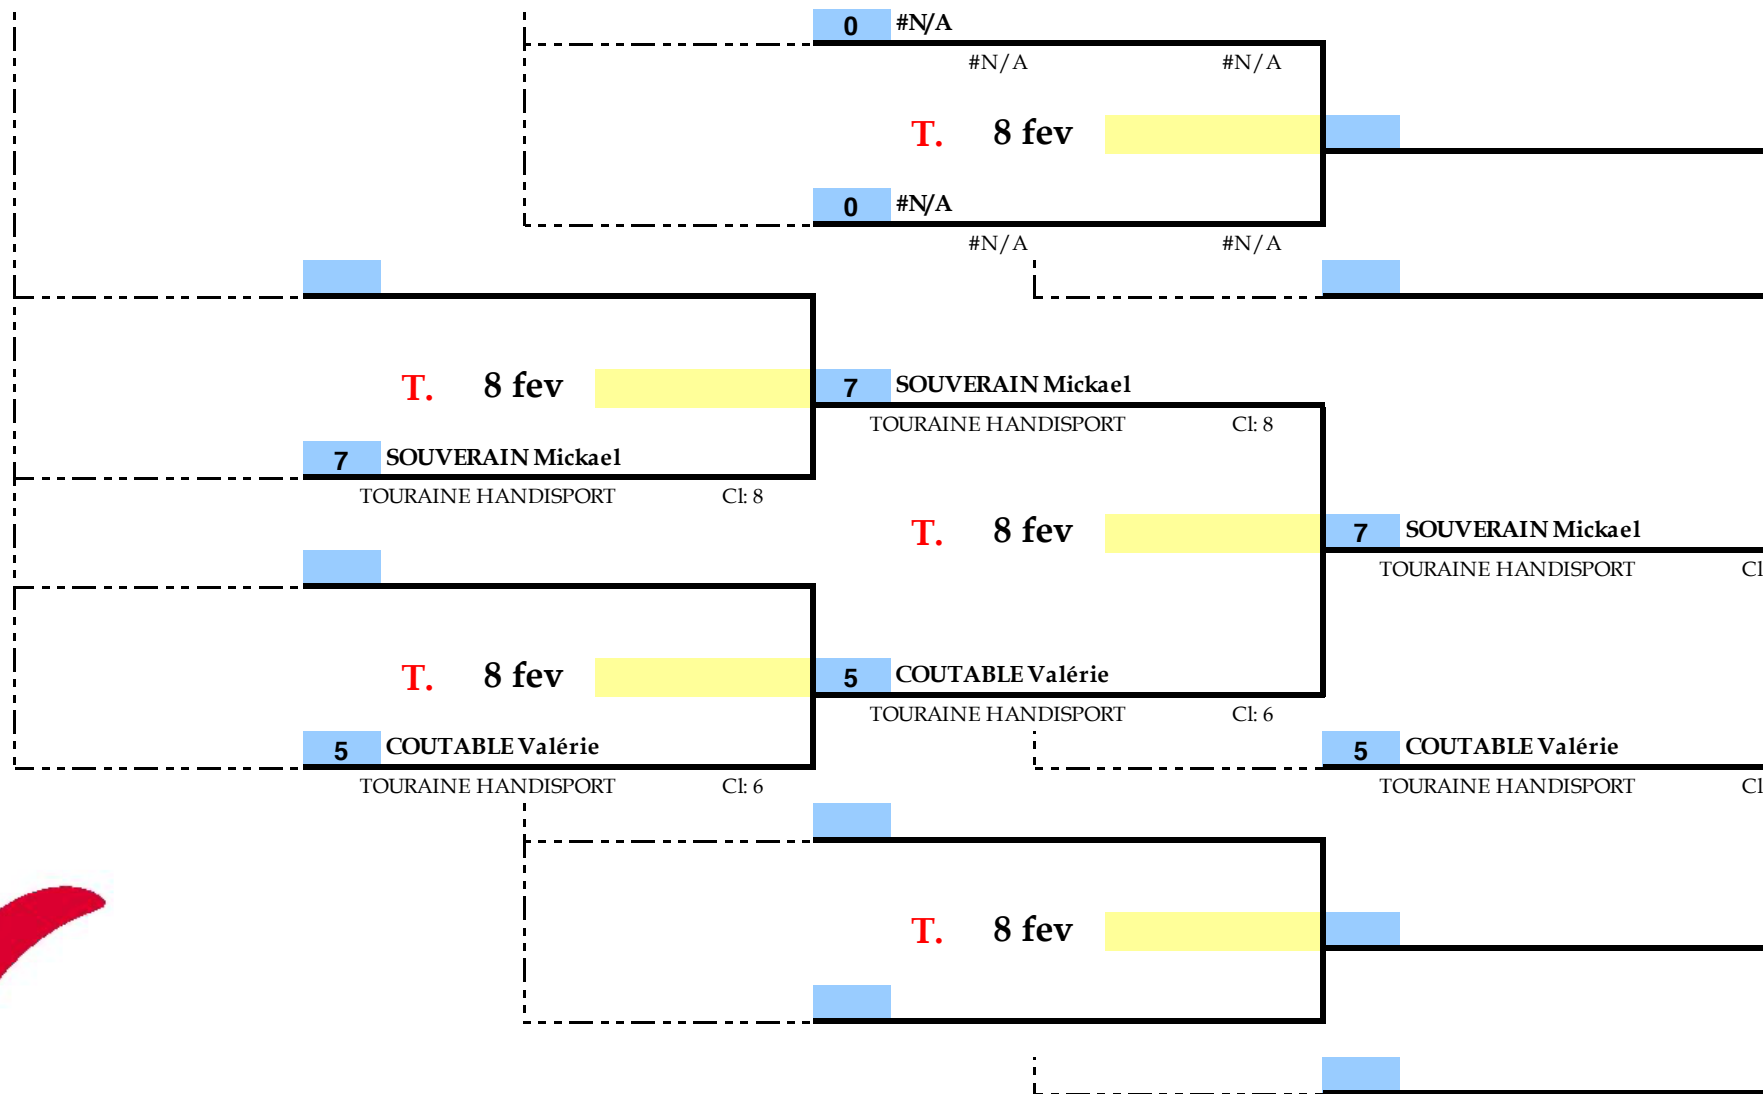 0 #N/A
#N/A #N/A
T. 8 fev
0 #N/A
#N/A #N/A
T. 8 fev
7 SOUVERAIN Mickael
TOURAINE HANDISPORT Cl: 8
7 SOUVERAIN Mickael
TOURAINE HANDISPORT Cl: 8
T. 8 fev
7 SOUVERAIN Mickael
TOURAINE HANDISPORT Cl
T. 8 fev
5 COUTABLE Valérie
TOURAINE HANDISPORT Cl: 6
5 COUTABLE Valérie
TOURAINE HANDISPORT Cl: 6
5 COUTABLE Valérie
TOURAINE HANDISPORT Cl
T. 8 fev